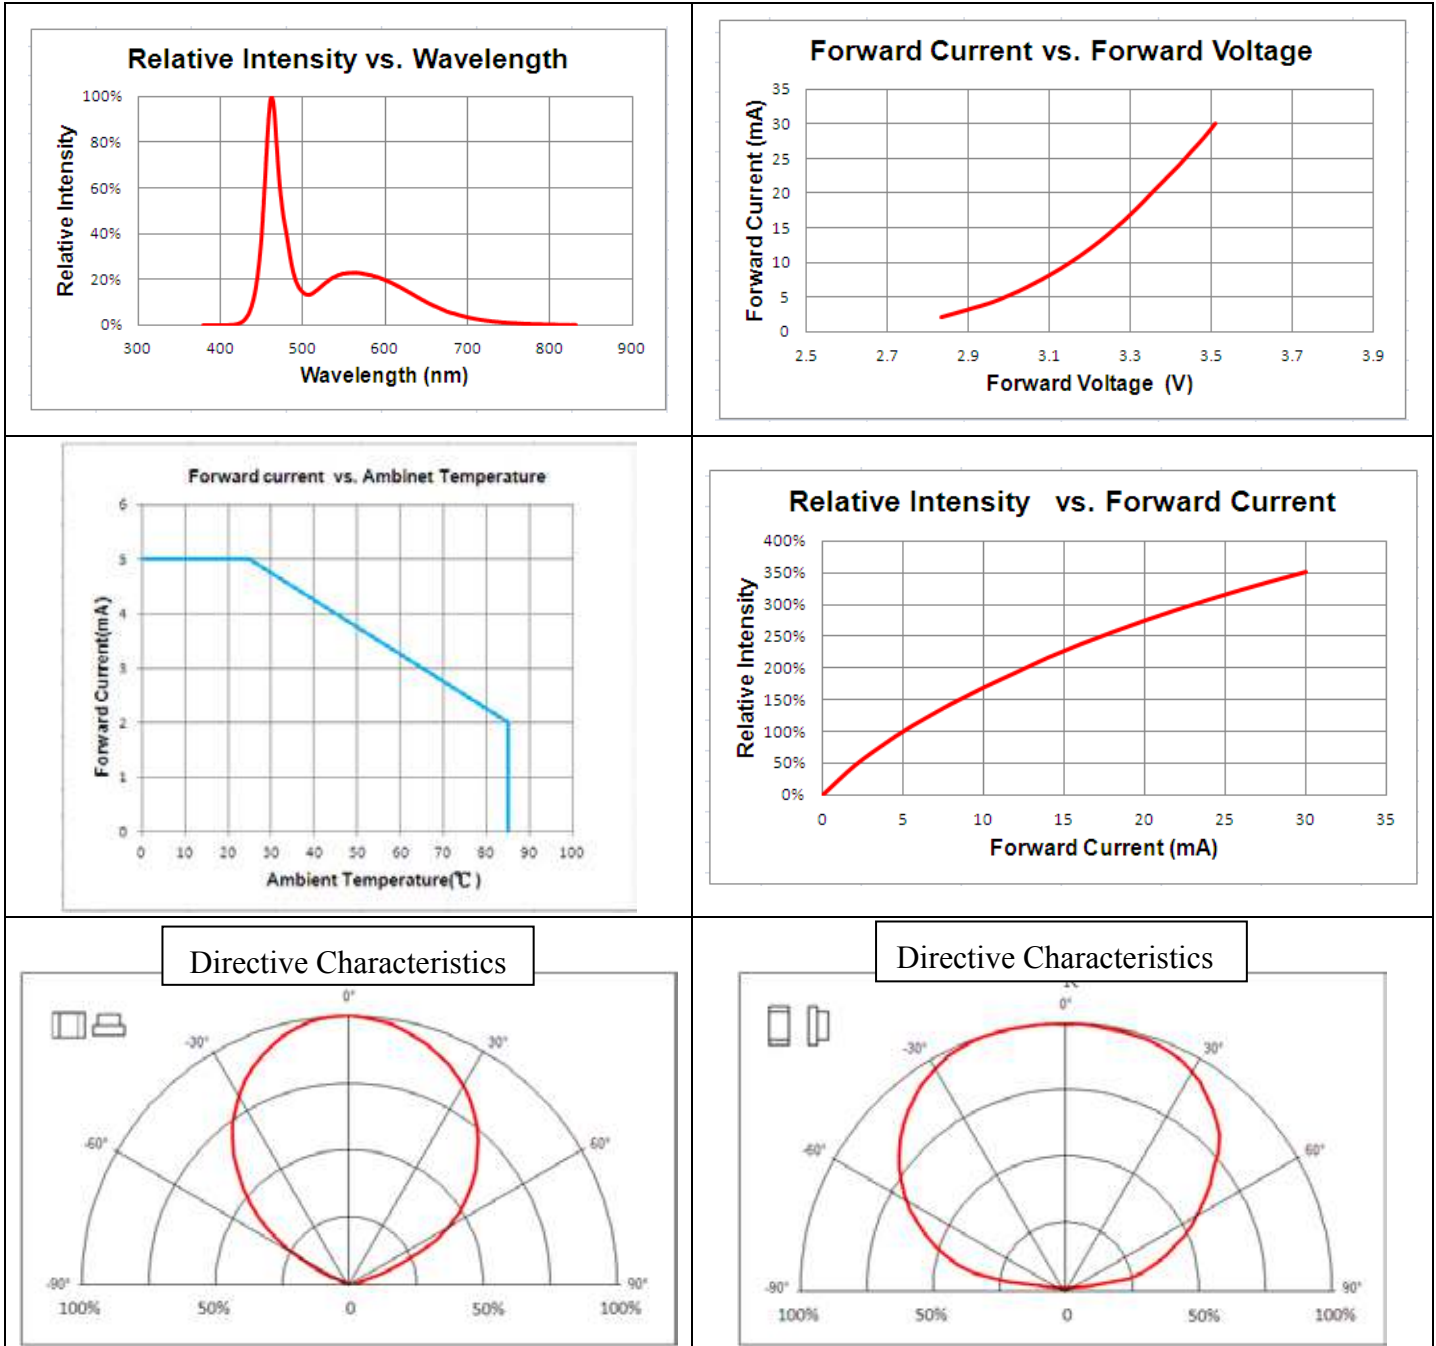 Relative Intensity vs. Wavelength
Relative Intensity
100%
80%
60%
40%
20%
0%
300 400 500 600 700 800 900
Wavelength (nm)
Forward Current vs. Forward Voltage
Forward Current (mA)
35
30
25
20
15
10
5
0
2.5 2.7 2.9 3.1 3.3 3.5 3.7 3.9
Forward Voltage (V)
Forward current vs. Ambinet Temperature
Forward Current(mA)
6
5
4
3
2
1
0
0 10 20 30 40 50 60 70 80 90 100
Ambient Temperature(℃)
Relative Intensity vs. Forward Current
Relative Intensity
400%
350%
300%
250%
200%
150%
100%
50%
0%
0 5 10 15 20 25 30 35
Forward Current (mA)
Directive Characteristics
0°
-30° 30°
-60° 60°
-90° 90°
100% 50% 0 50% 100%
Directive Characteristics
0°
-30° 30°
-60° 60°
-90° 90°
100% 50% 0 50% 100%